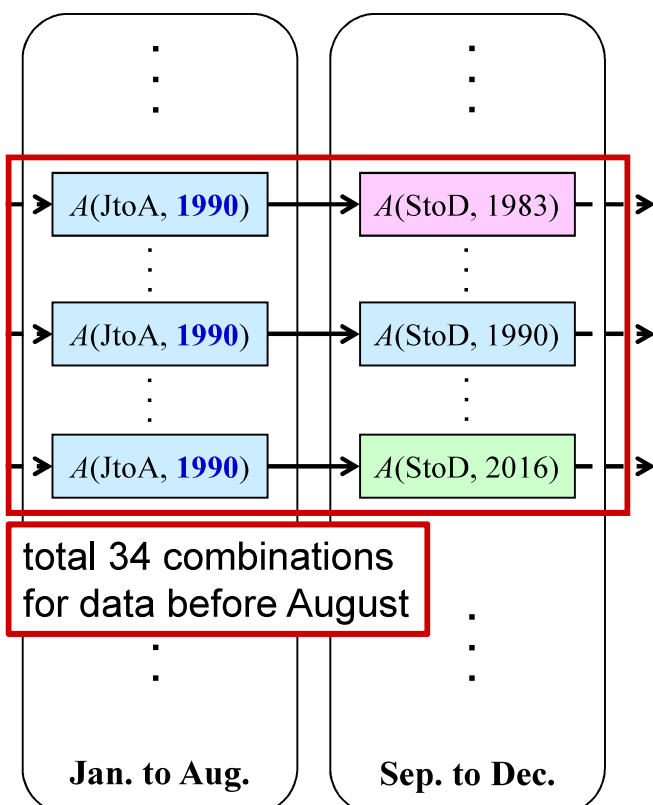 A(JtoA, 1990)
A(StoD, 1983)
A(JtoA, 1990)
A(StoD, 1990)
A(JtoA, 1990)
A(StoD, 2016)
total 34 combinations
for data before August
Jan. to Aug.
Sep. to Dec.